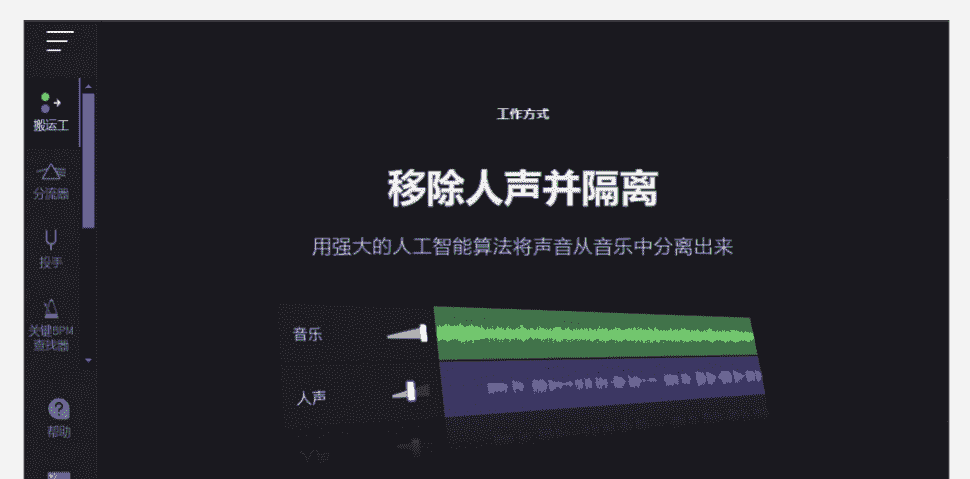 工作方式
移除人声并隔离
用强大的人工智能算法将声音从音乐中分离出来
搬运工
分流器
投手
关键BPM
查找器
帮助
音乐
人声